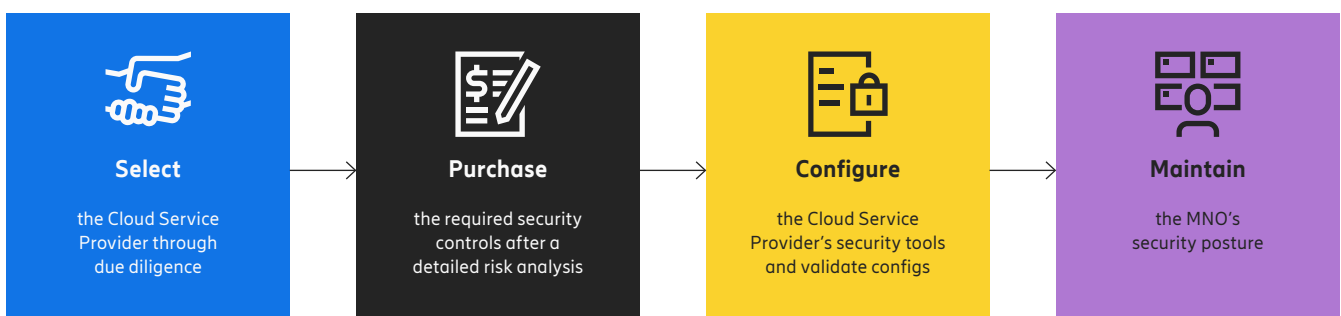 Select
the Cloud Service
Provider through
due diligence
Purchase
the required security
controls after a
detailed risk analysis
Configure
the Cloud Service
Provider’s security tools
and validate configs
Maintain
the MNO’s
security posture